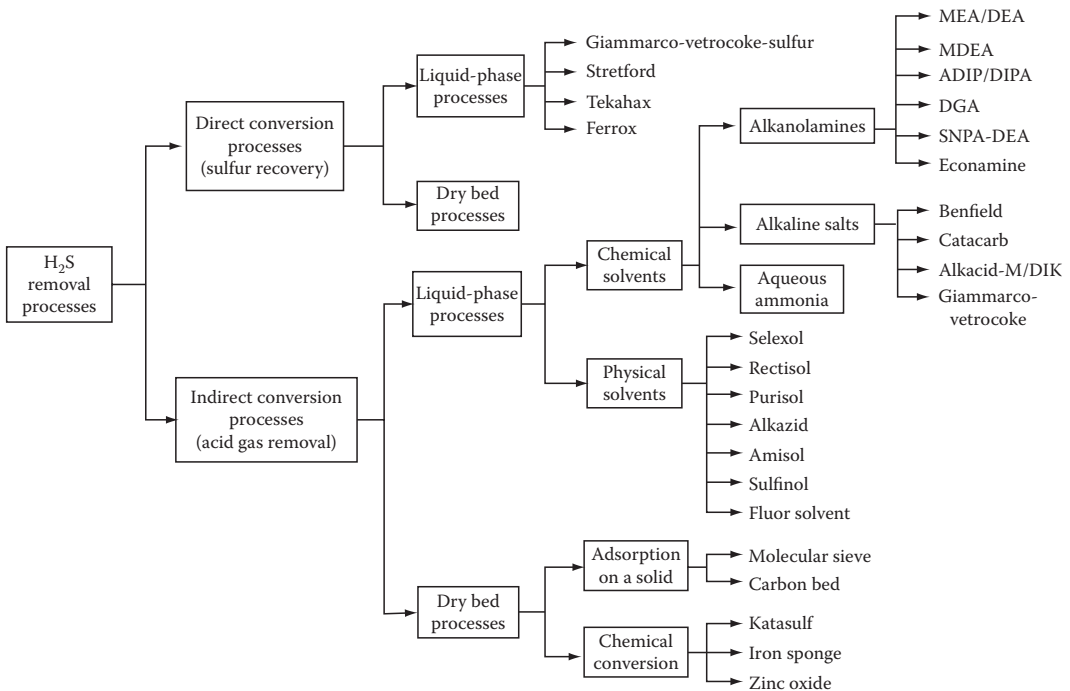 H₂S
removal
processes
Direct conversion
processes
(sulfur recovery)
Liquid-phase
processes
Giammarco-vetrocoke-sulfur
Stretford
Tekahax
Ferrox
Dry bed
processes
Indirect conversion
processes
(acid gas removal)
Liquid-phase
processes
Chemical
solvents
Alkanolamines
MEA/DEA
MDEA
ADIP/DIPA
DGA
SNPA-DEA
Econamine
Alkaline salts
Benfield
Catacarb
Alkacid-M/DIK
Giammarco-
vetrocoke
Aqueous
ammonia
Physical
solvents
Selexol
Rectisol
Purisol
Alkazid
Amisol
Sulfinol
Fluor solvent
Dry bed
processes
Adsorption
on a solid
Molecular sieve
Carbon bed
Chemical
conversion
Katasulf
Iron sponge
Zinc oxide